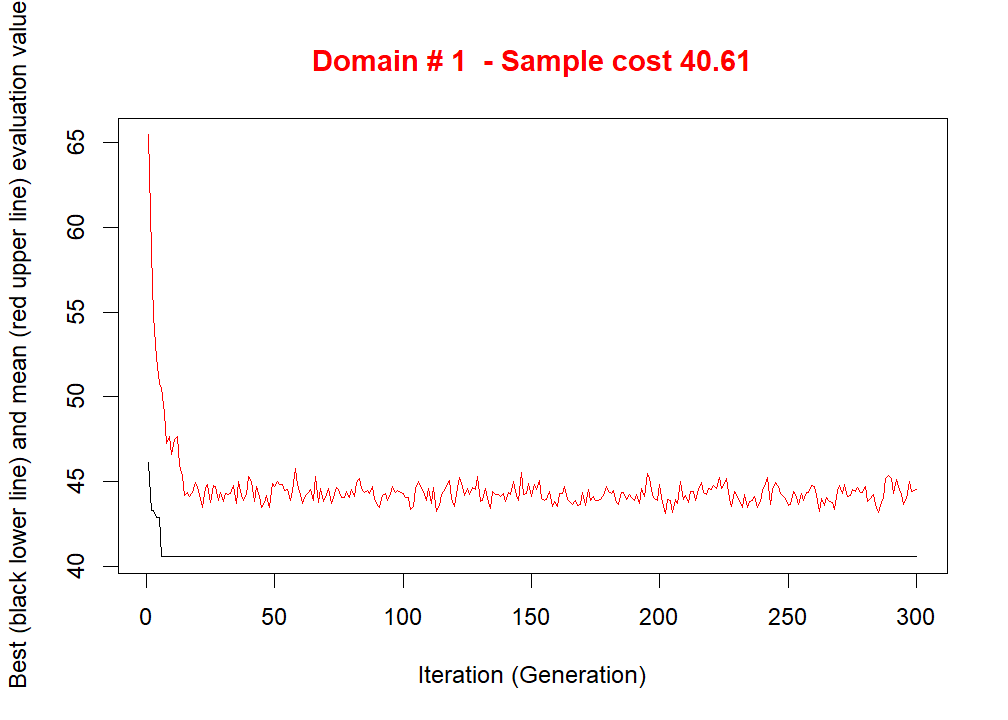 Domain # 1  - Sample cost 40.61
Best (black lower line) and mean (red upper line) evaluation value
65
60
55
50
45
40
0 50 100 150 200 250 300
Iteration (Generation)